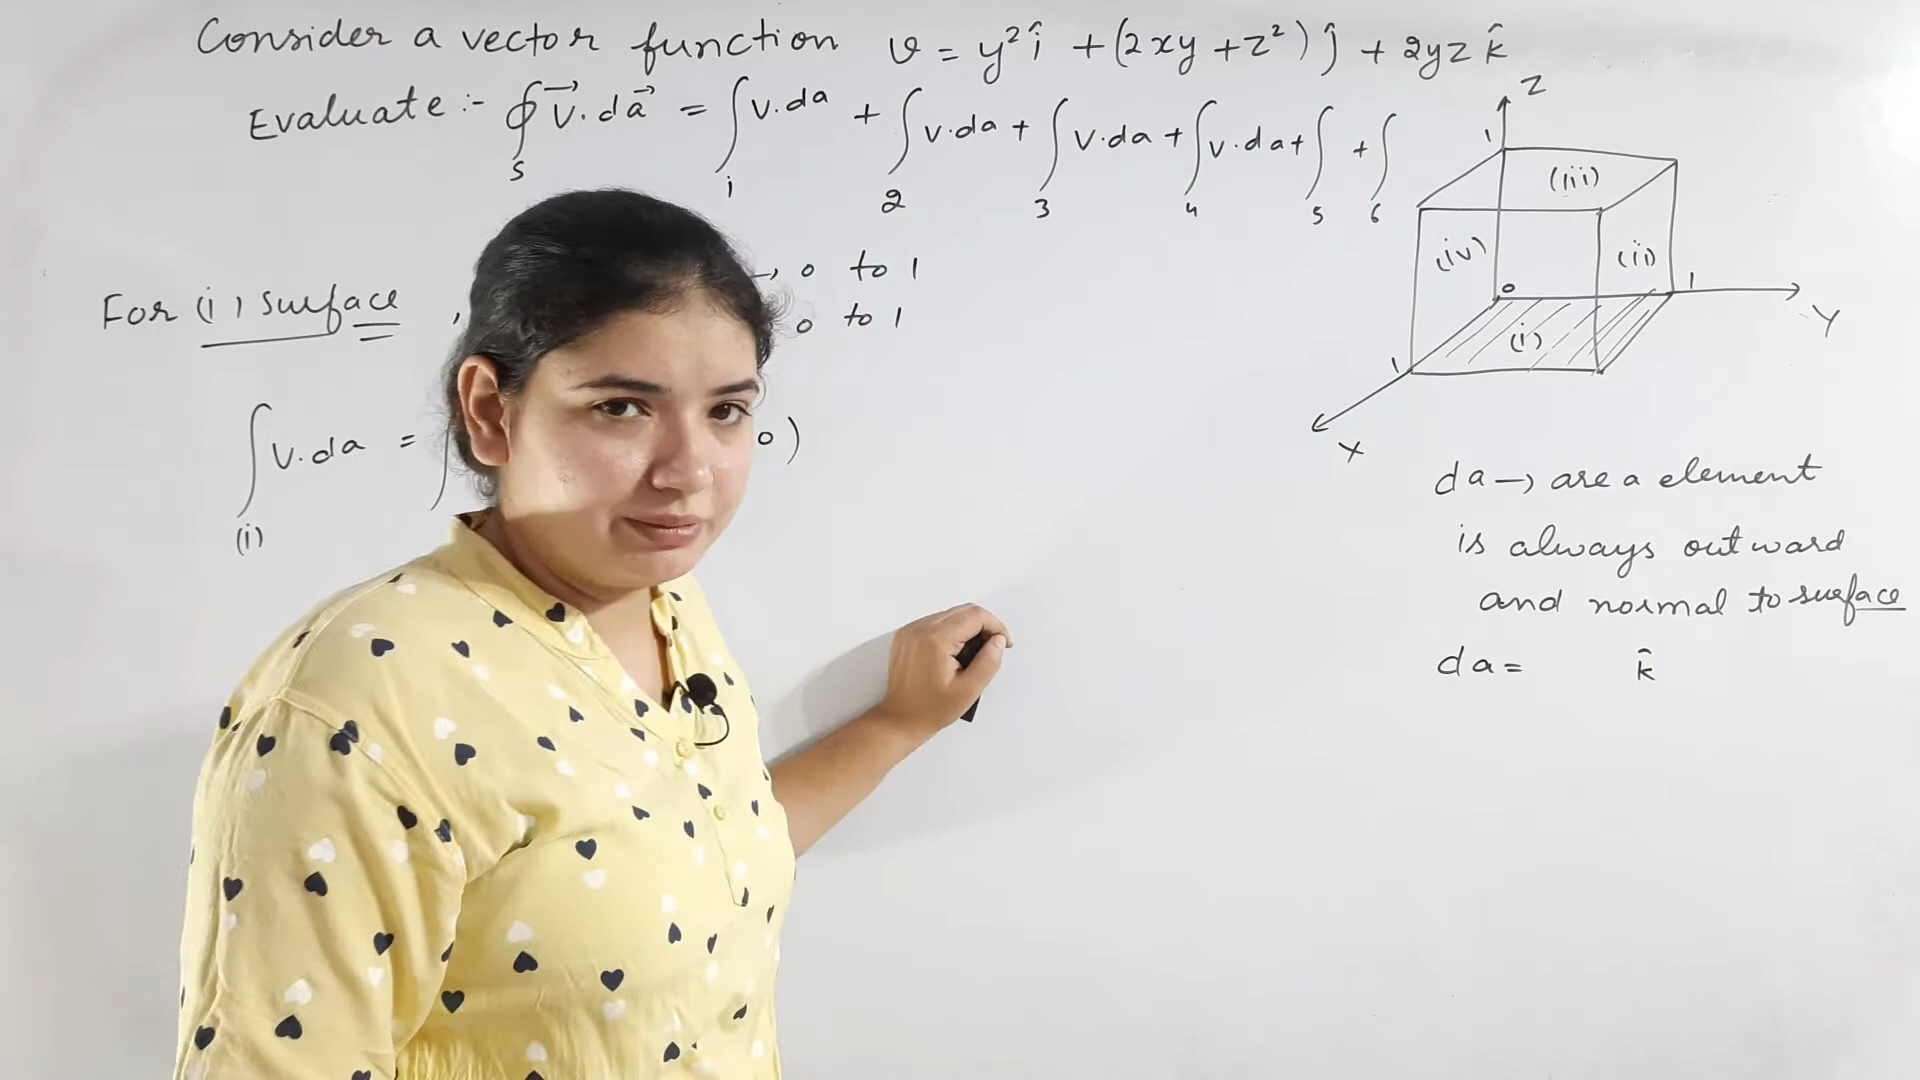 Consider a vector function v = y² î + (2xy + z²) ĵ + 2yz k̂
Evaluate :- ∮ v⃗ . da⃗ = ∫ v.da + ∫ v.da + ∫ v.da + ∫ v.da + ∫ + ∫
S 1 2 3 4 5 6
Z
1
(iii)
(iv)
(ii)
0
1
Y
(i)
1
X
For (i) surface , → 0 to 1
0 to 1
∫ v.da = ∫ 0)
(i)
da → area element
is always outward
and normal to surface
da = k̂